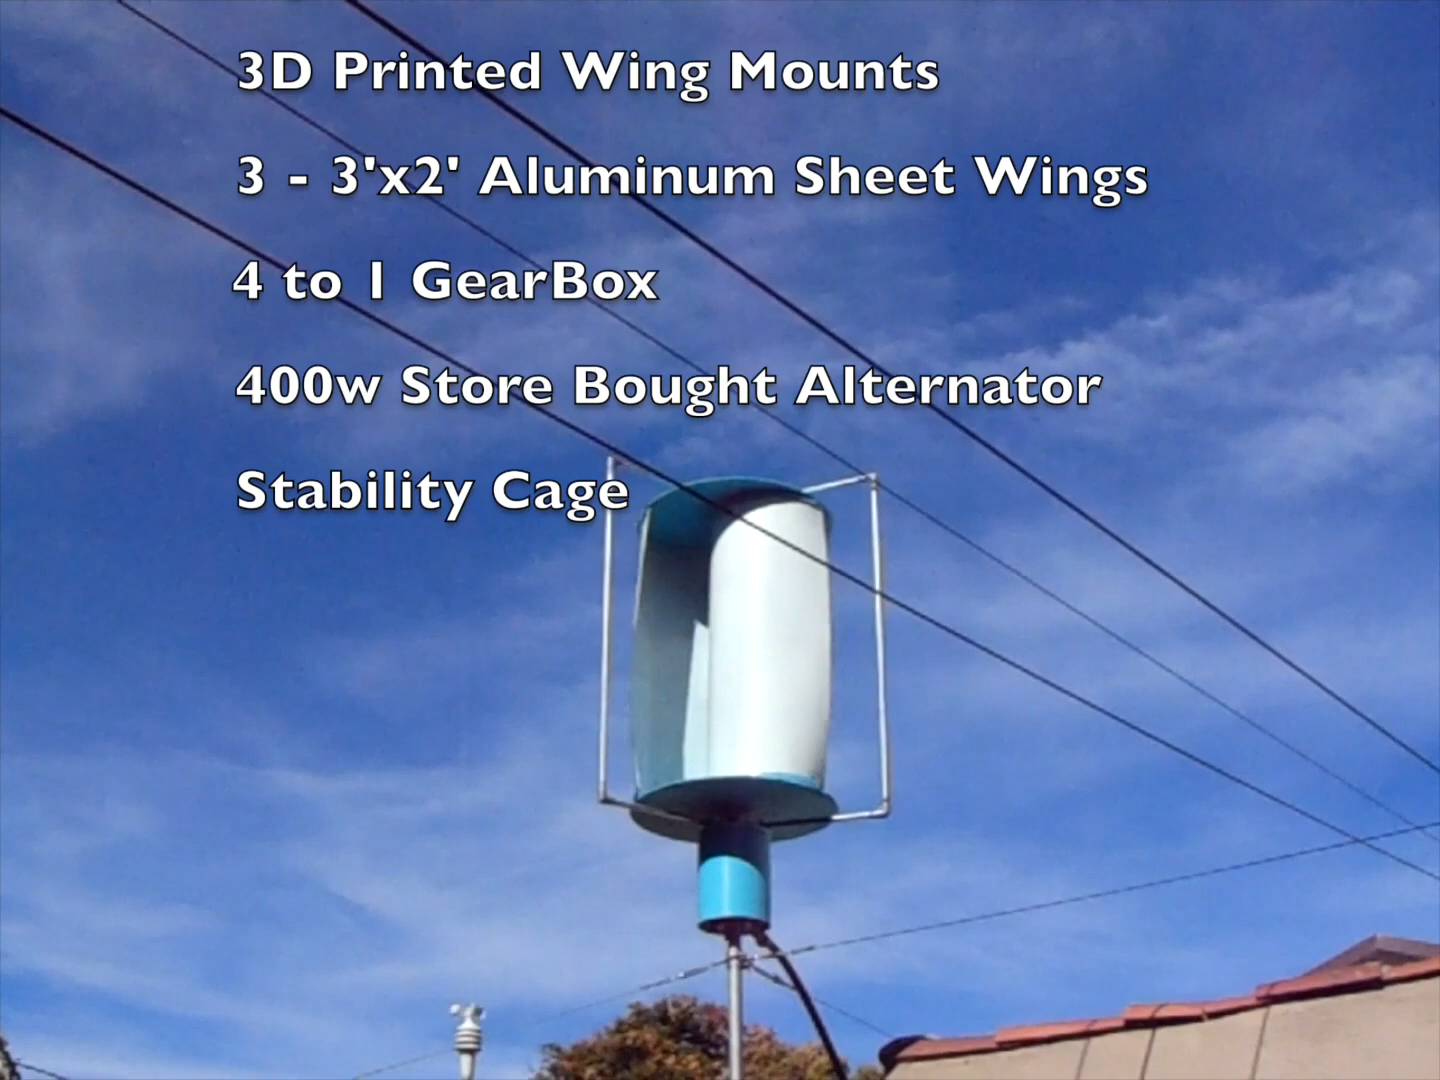 3D Printed Wing Mounts
3 - 3'x2' Aluminum Sheet Wings
4 to 1 GearBox
400w Store Bought Alternator
Stability Cage